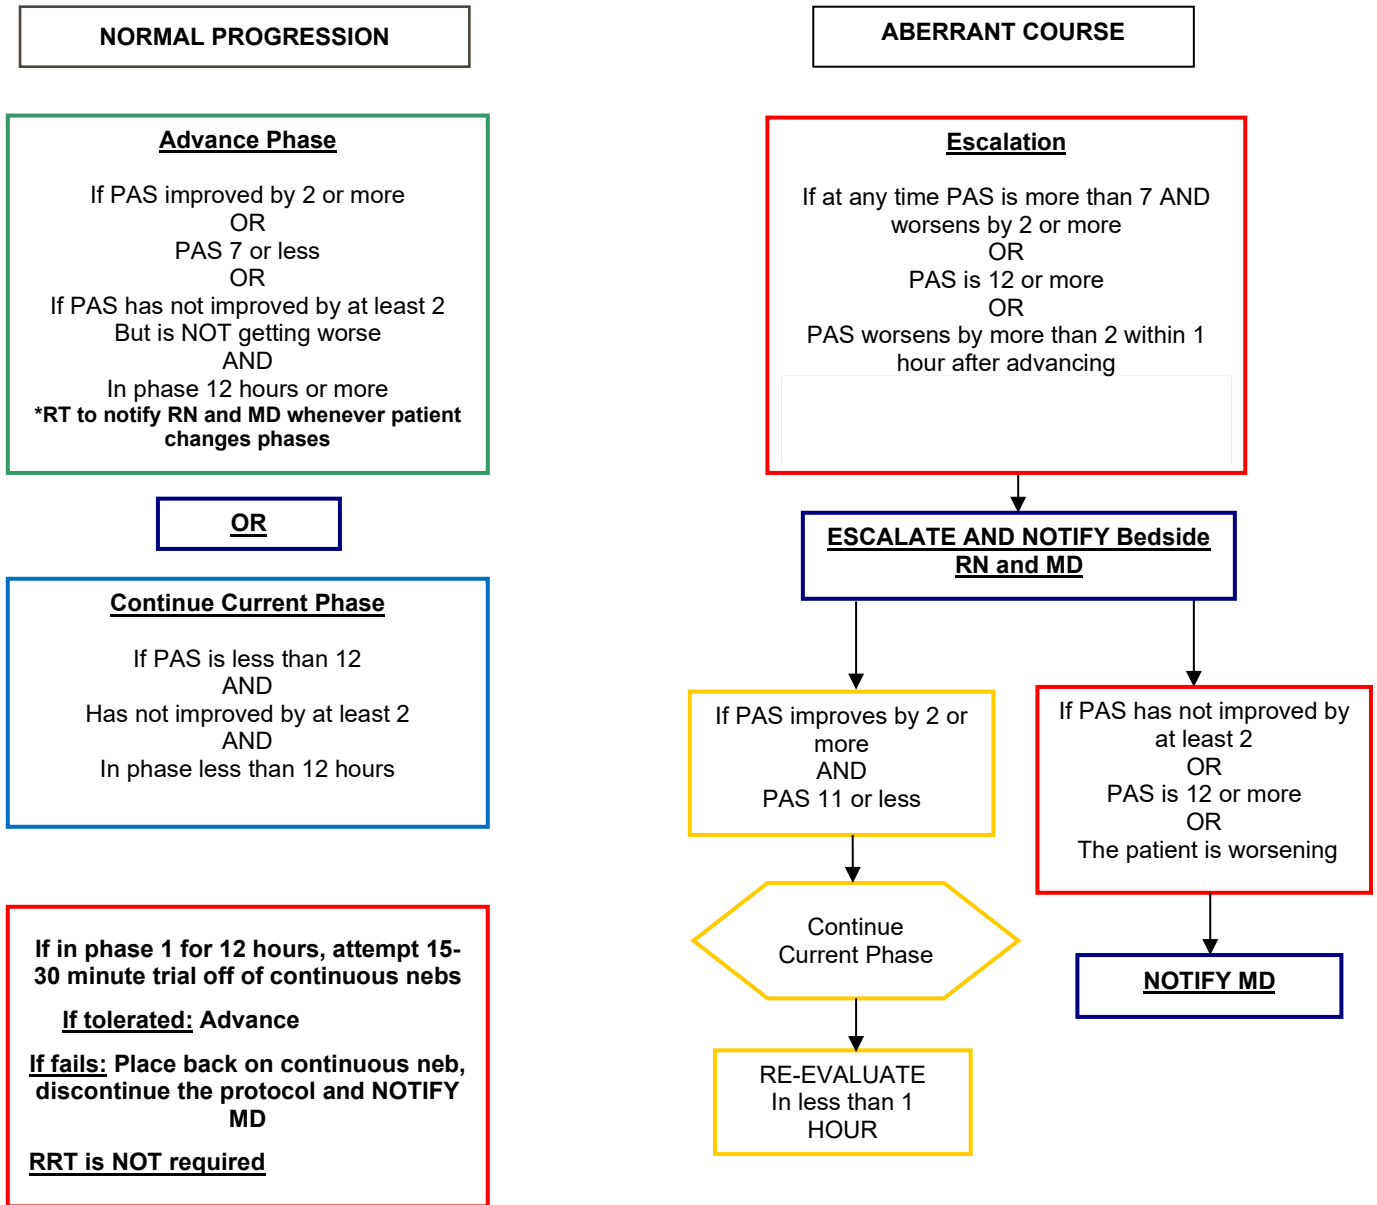 NORMAL PROGRESSION
Advance Phase
If PAS improved by 2 or more
OR
PAS 7 or less
OR
If PAS has not improved by at least 2
But is NOT getting worse
AND
In phase 12 hours or more
*RT to notify RN and MD whenever patient
changes phases
OR
Continue Current Phase
If PAS is less than 12
AND
Has not improved by at least 2
AND
In phase less than 12 hours
If in phase 1 for 12 hours, attempt 15-
30 minute trial off of continuous nebs
If tolerated: Advance
If fails: Place back on continuous neb,
discontinue the protocol and NOTIFY
MD
RRT is NOT required
ABERRANT COURSE
Escalation
If at any time PAS is more than 7 AND
worsens by 2 or more
OR
PAS is 12 or more
OR
PAS worsens by more than 2 within 1
hour after advancing
ESCALATE AND NOTIFY Bedside
RN and MD
If PAS improves by 2 or
more
AND
PAS 11 or less
Continue
Current Phase
RE-EVALUATE
In less than 1
HOUR
If PAS has not improved by
at least 2
OR
PAS is 12 or more
OR
The patient is worsening
NOTIFY MD